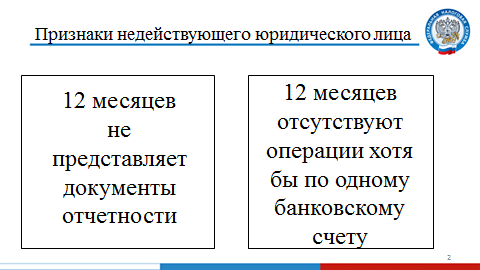 Признаки недействующего юридического лица
12 месяцев
не
представляет
документы
отчетности
12 месяцев
отсутствуют
операции хотя
бы по одному
банковскому
счету
2